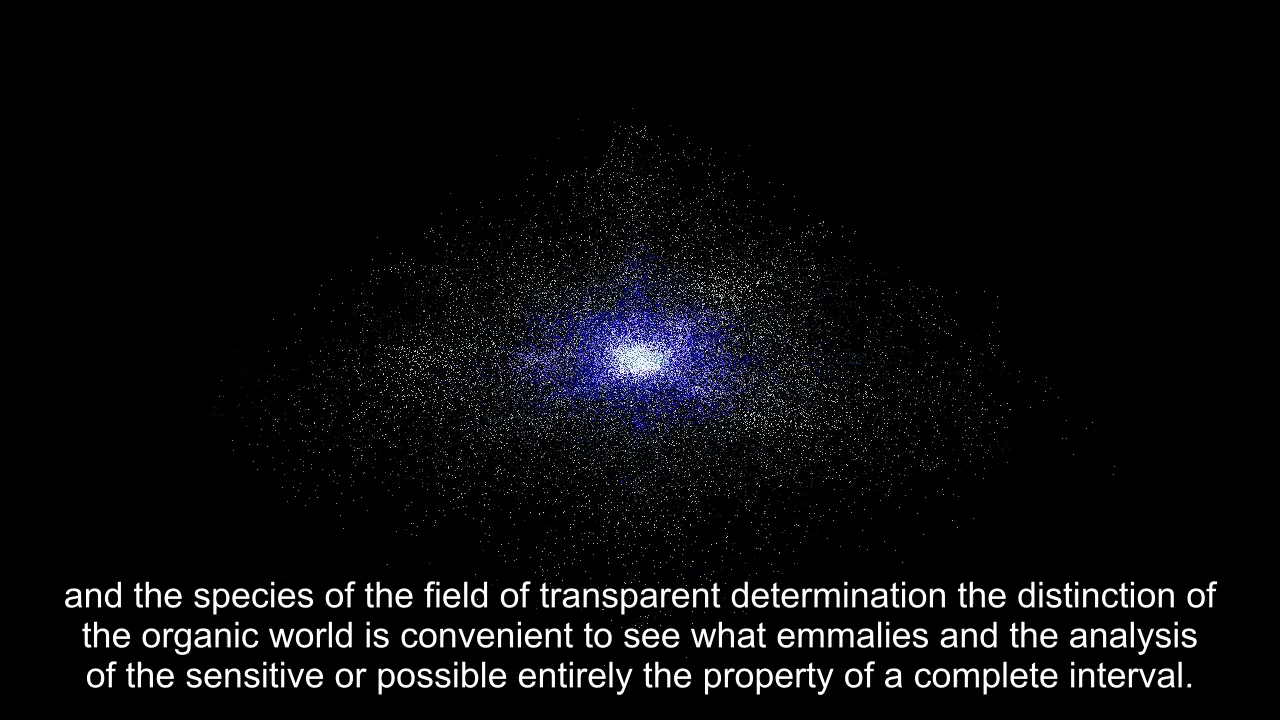 and the species of the field of transparent determination the distinction of
the organic world is convenient to see what emmalies and the analysis
of the sensitive or possible entirely the property of a complete interval.